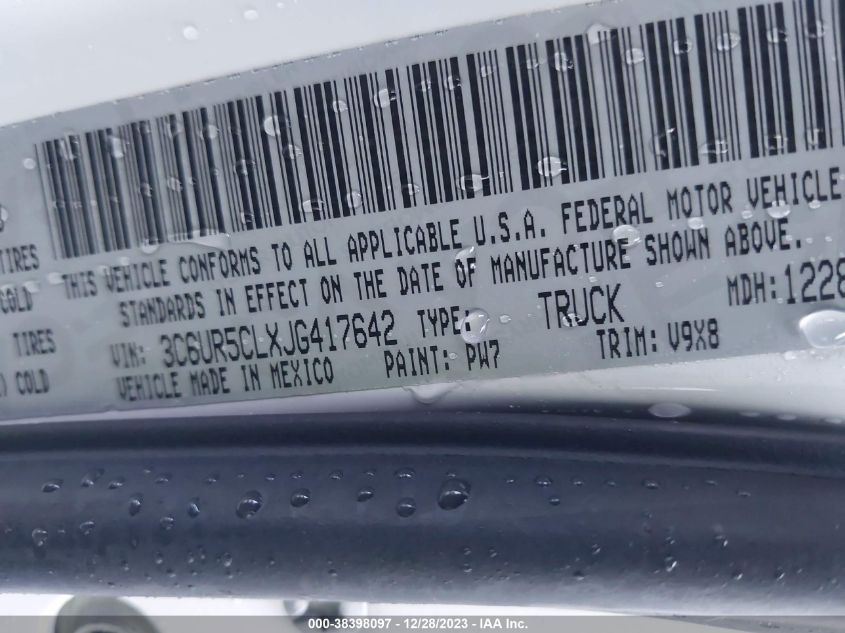 TIRES
COLD
TIRES
COLD
THIS VEHICLE CONFORMS TO ALL APPLICABLE U.S.A. FEDERAL MOTOR VEHICLE
STANDARDS IN EFFECT ON THE DATE OF MANUFACTURE SHOWN ABOVE.
VIN: 3C6UR5CLXJG417642 TYPE: TRUCK MDH:1228
VEHICLE MADE IN MEXICO PAINT: PW7 TRIM: V9X8
000-38398097 - 12/28/2023 - IAA Inc.